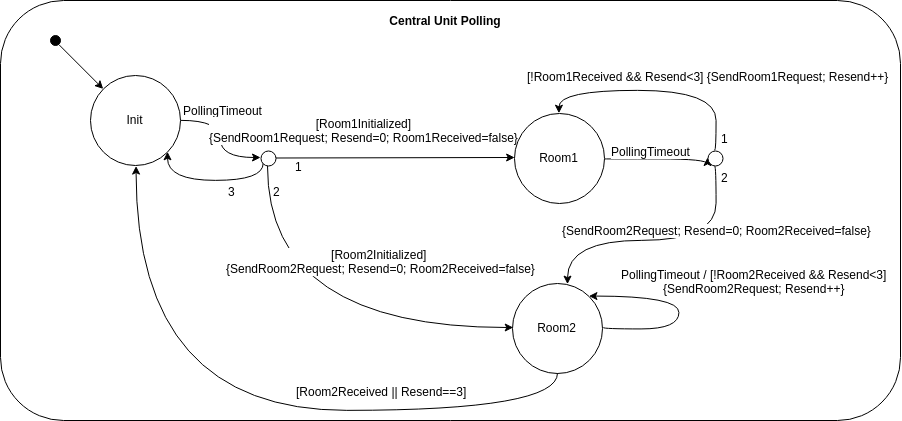 Central Unit Polling
Init
PollingTimeout
[Room1Initialized]
{SendRoom1Request; Resend=0; Room1Received=false}
1
2
3
[!Room1Received && Resend<3] {SendRoom1Request; Resend++}
Room1
PollingTimeout
1
2
{SendRoom2Request; Resend=0; Room2Received=false}
[Room2Initialized]
{SendRoom2Request; Resend=0; Room2Received=false}
PollingTimeout / [!Room2Received && Resend<3]
{SendRoom2Request; Resend++}
Room2
[Room2Received || Resend==3]